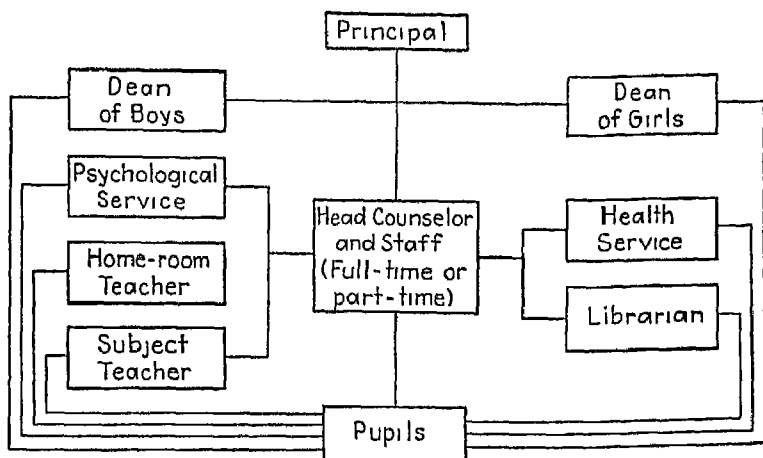 Principal
Dean
of Boys
Dean
of Girls
Psychological
Service
Head Counselor
and Staff
(Full-time or
part-time)
Health
Service
Home-room
Teacher
Librarian
Subject
Teacher
Pupils